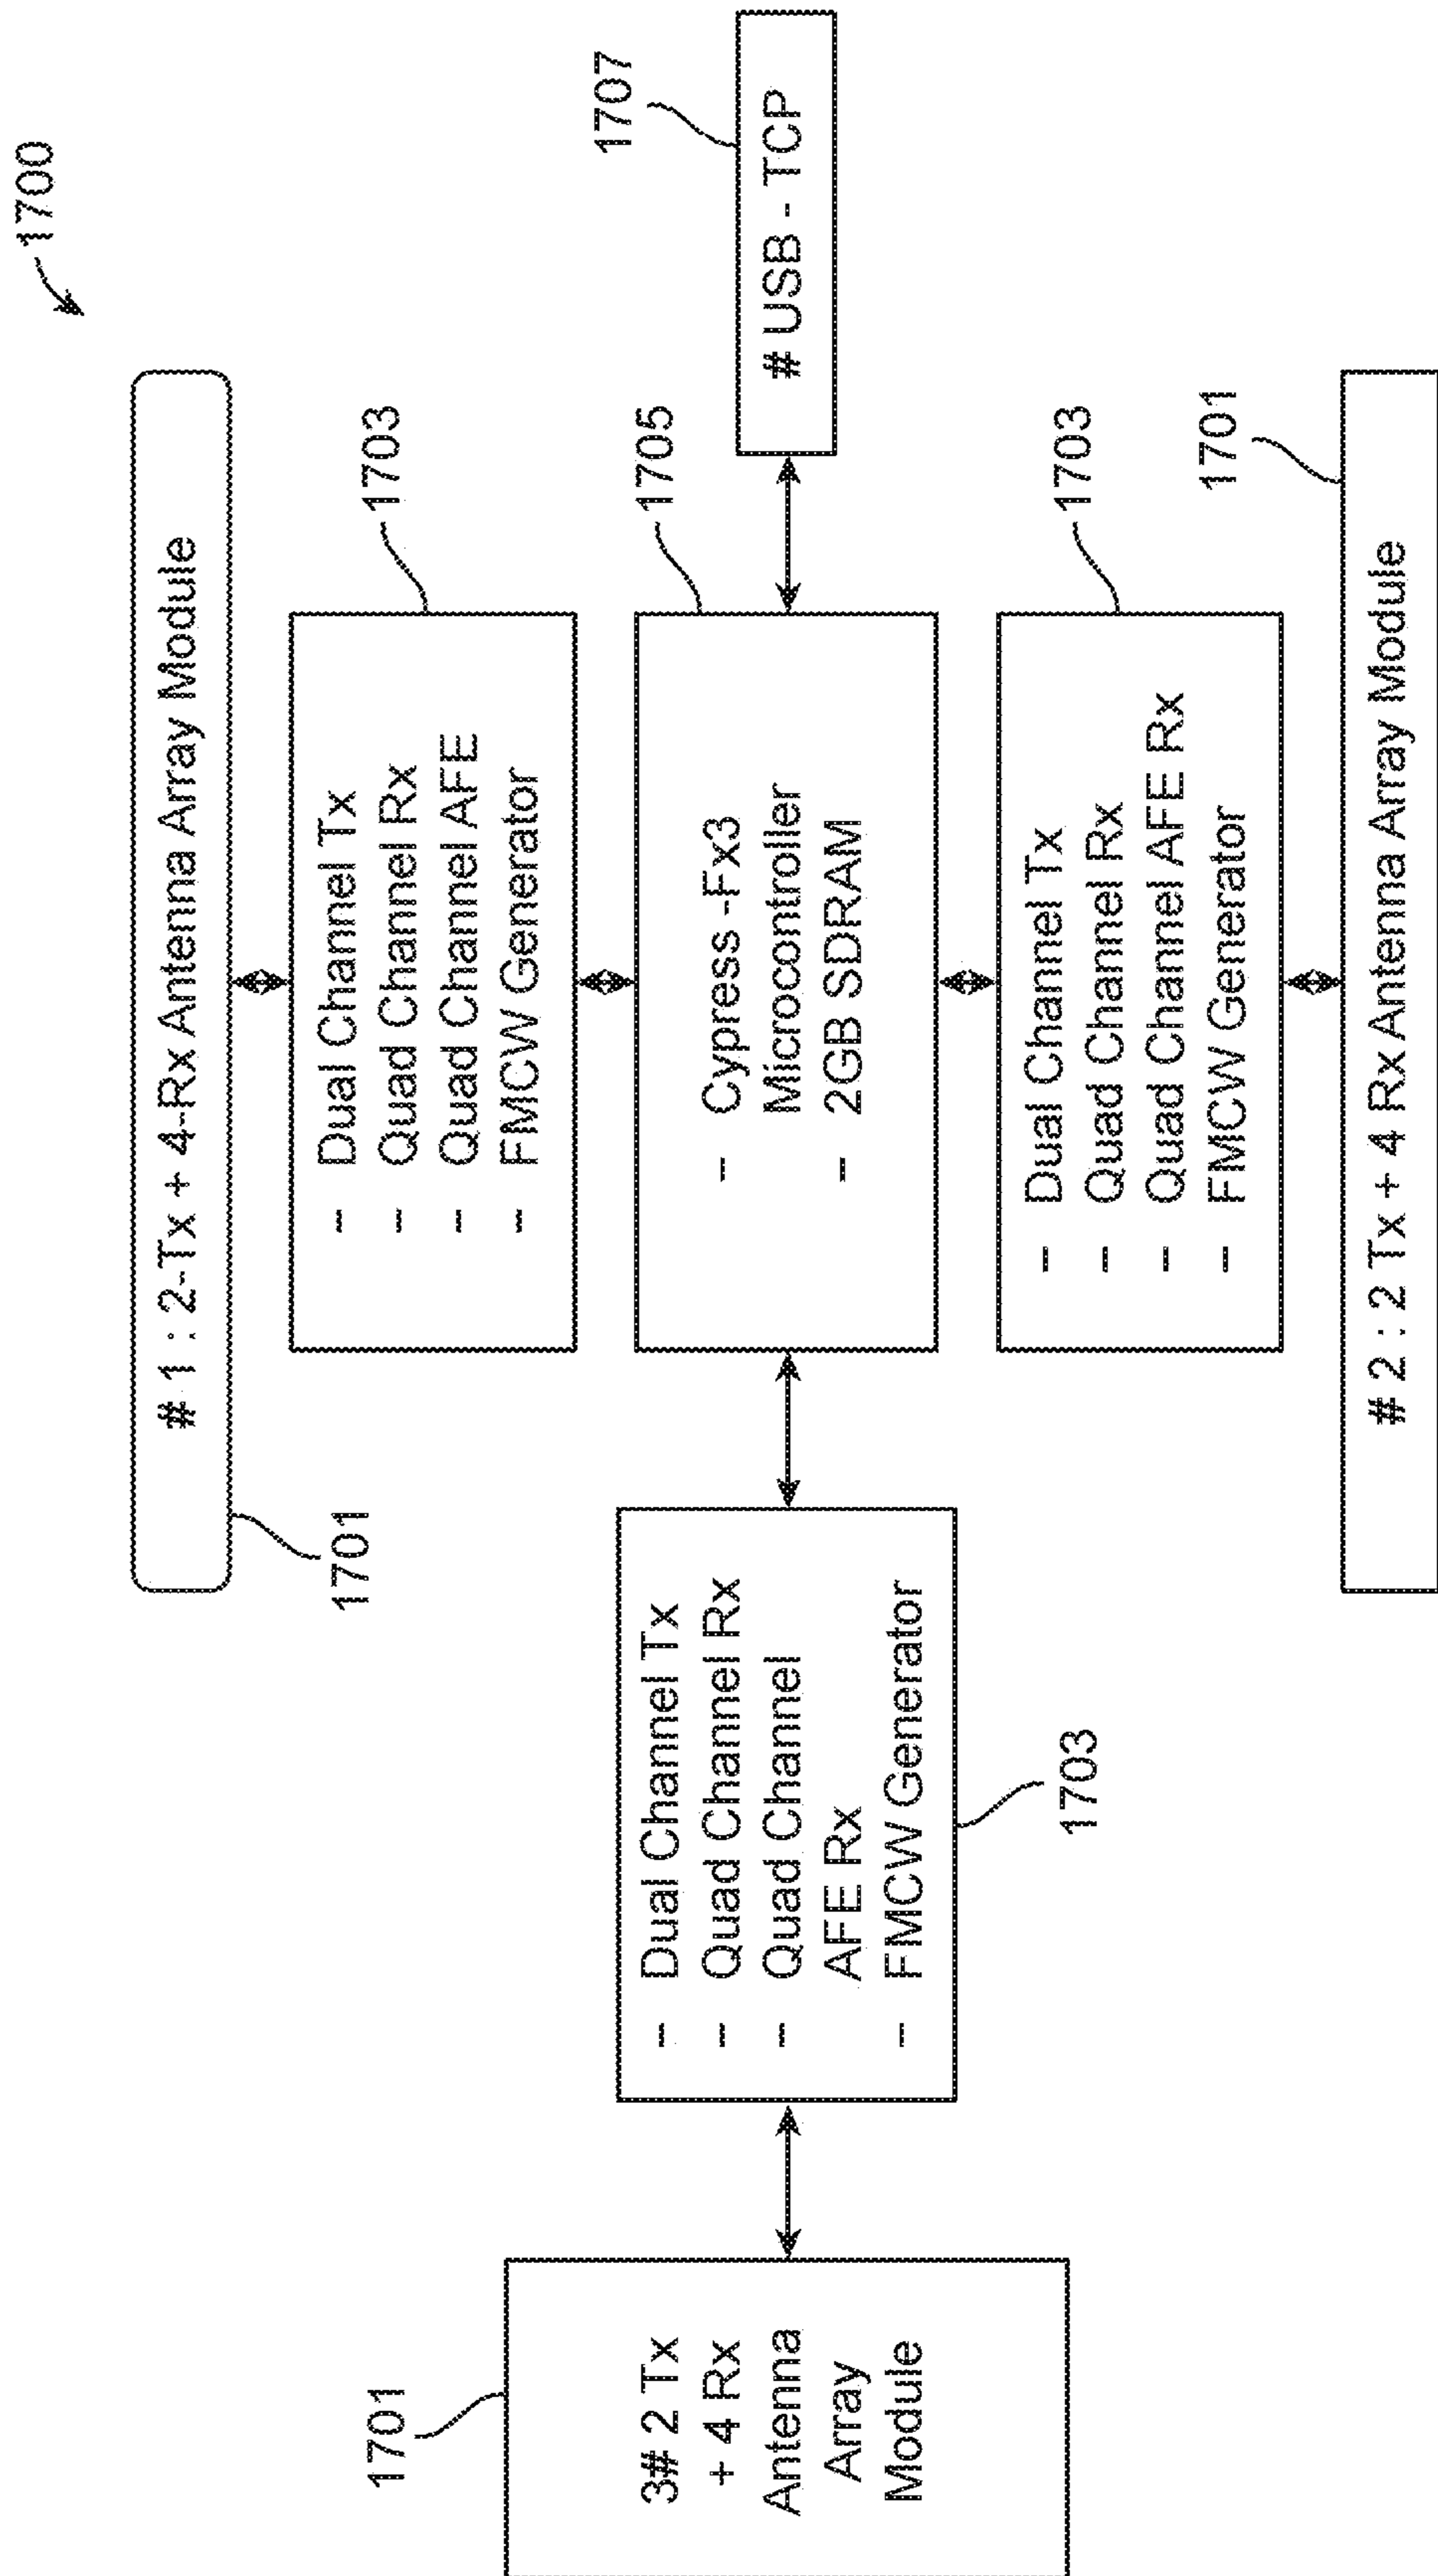 1700
# 1 : 2-Tx + 4-Rx Antenna Array Module
1701
1703
- Dual Channel Tx
- Quad Channel Rx
- Quad Channel AFE
- FMCW Generator
1705
- Cypress -Fx3
Microcontroller
- 2GB SDRAM
1707
# USB - TCP
1703
- Dual Channel Tx
- Quad Channel Rx
- Quad Channel AFE Rx
- FMCW Generator
1701
# 2 : 2 Tx + 4 Rx Antenna Array Module
- Dual Channel Tx
- Quad Channel Rx
- Quad Channel
AFE Rx
- FMCW Generator
1703
1701
3# 2 Tx
+ 4 Rx
Antenna
Array
Module